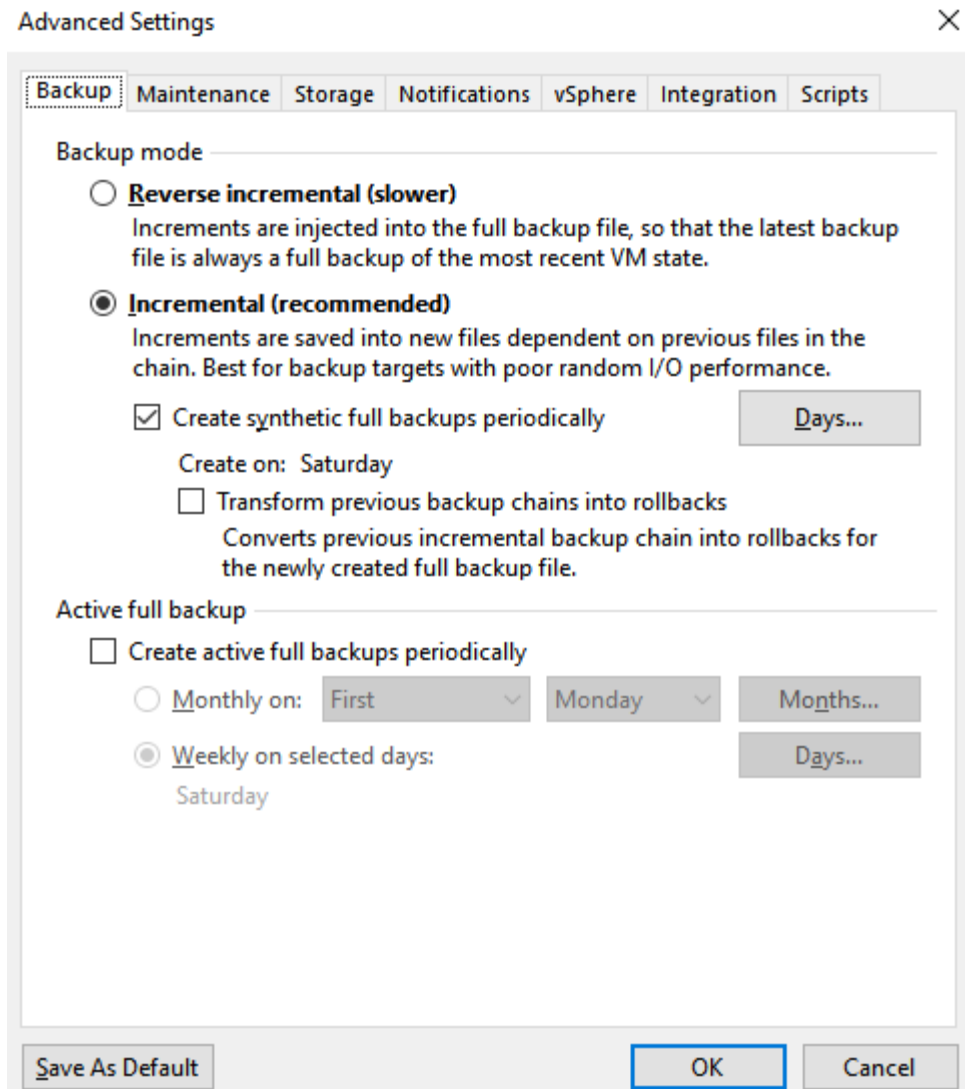 Advanced Settings
Backup Maintenance Storage Notifications vSphere Integration Scripts
Backup mode
Reverse incremental (slower)
Increments are injected into the full backup file, so that the latest backup
file is always a full backup of the most recent VM state.
Incremental (recommended)
Increments are saved into new files dependent on previous files in the
chain. Best for backup targets with poor random I/O performance.
Create synthetic full backups periodically Days...
Create on: Saturday
Transform previous backup chains into rollbacks
Converts previous incremental backup chain into rollbacks for
the newly created full backup file.
Active full backup
Create active full backups periodically
Monthly on: First Monday Months...
Weekly on selected days: Days...
Saturday
Save As Default OK Cancel